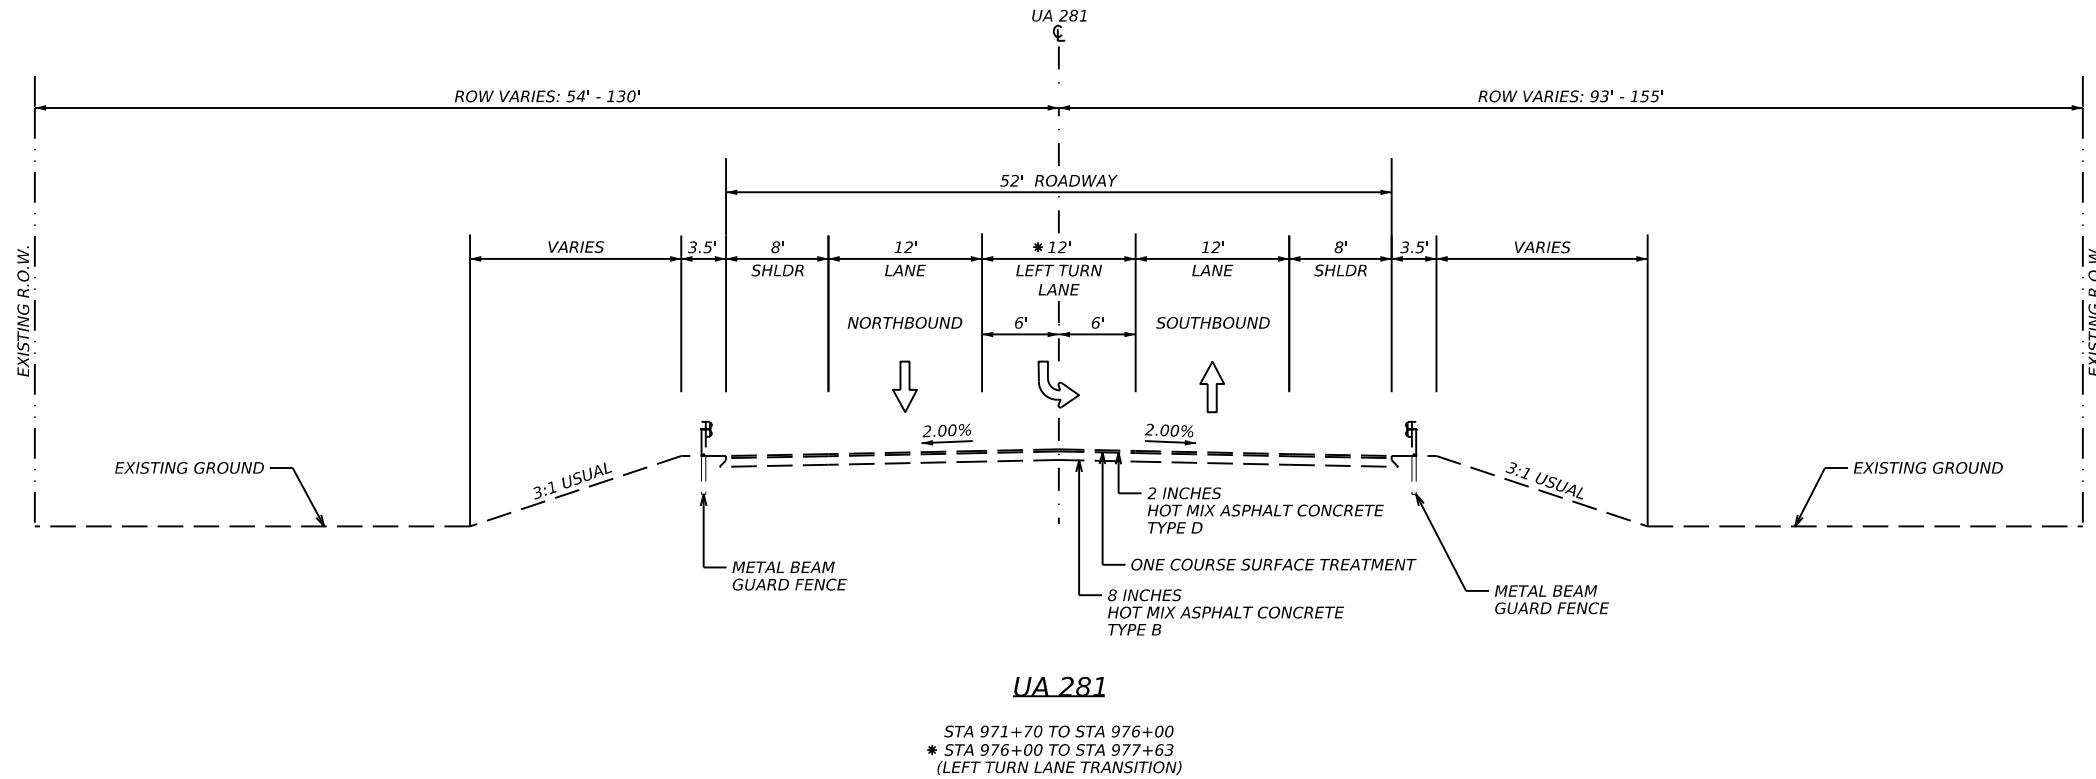 UA 281
℄
ROW VARIES: 54' - 130'
ROW VARIES: 93' - 155'
52' ROADWAY
VARIES
3.5'
8'
12'
* 12'
12'
8'
3.5'
VARIES
SHLDR
LANE
LEFT TURN
LANE
LANE
SHLDR
NORTHBOUND
6'
6'
SOUTHBOUND
EXISTING R.O.W.
EXISTING R.O.W.
2.00%
2.00%
EXISTING GROUND
3:1 USUAL
3:1 USUAL
EXISTING GROUND
2 INCHES
HOT MIX ASPHALT CONCRETE
TYPE D
METAL BEAM
GUARD FENCE
ONE COURSE SURFACE TREATMENT
8 INCHES
HOT MIX ASPHALT CONCRETE
TYPE B
METAL BEAM
GUARD FENCE
UA 281
STA 971+70 TO STA 976+00
* STA 976+00 TO STA 977+63
(LEFT TURN LANE TRANSITION)